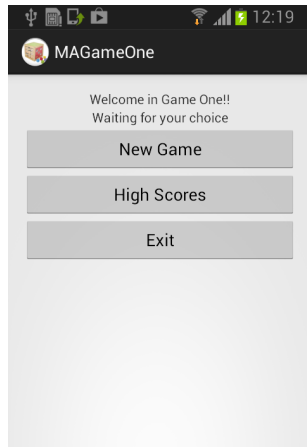 12:19
MAGameOne
Welcome in Game One!!
Waiting for your choice
New Game
High Scores
Exit